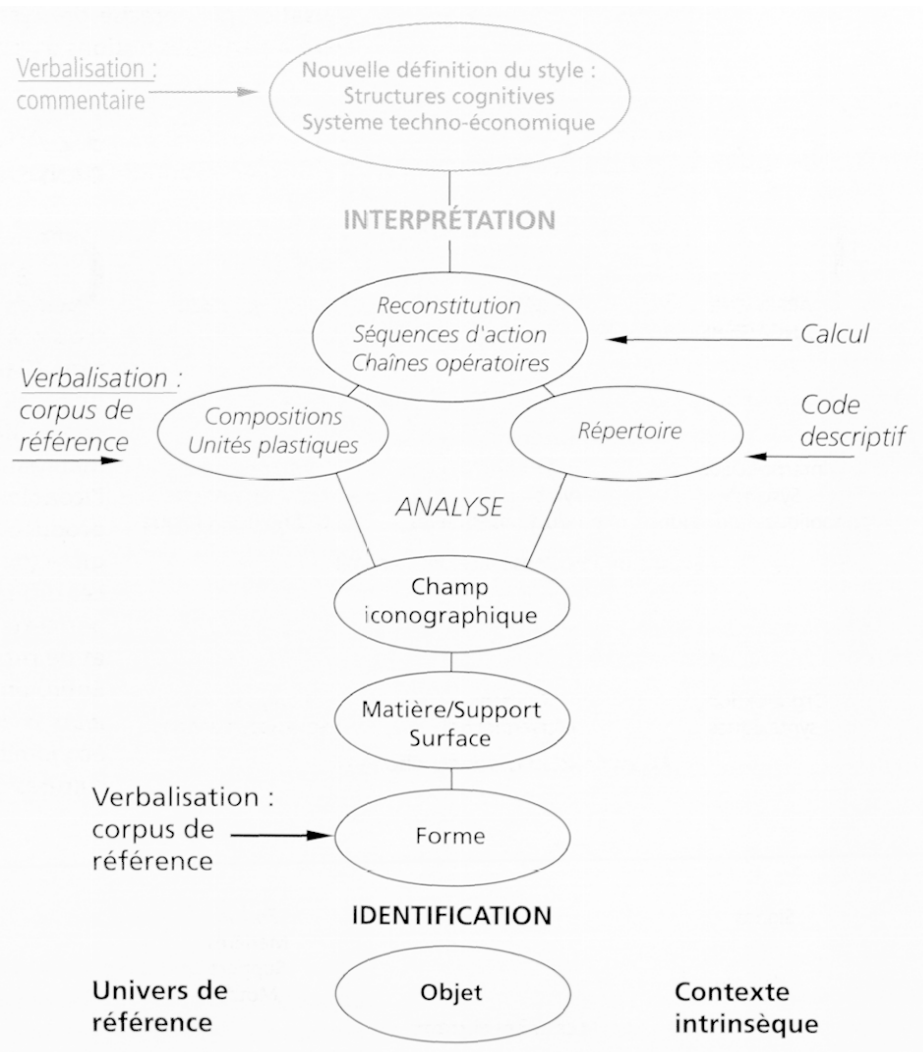 Verbalisation :
commentaire
Nouvelle définition du style :
Structures cognitives
Système techno-économique
INTERPRÉTATION
Reconstitution
Séquences d'action
Chaînes opératoires
Calcul
Verbalisation :
corpus de
référence
Compositions
Unités plastiques
Répertoire
Code
descriptif
ANALYSE
Champ
iconographique
Matière/Support
Surface
Verbalisation :
corpus de
référence
Forme
IDENTIFICATION
Univers de
référence
Objet
Contexte
intrinsèque